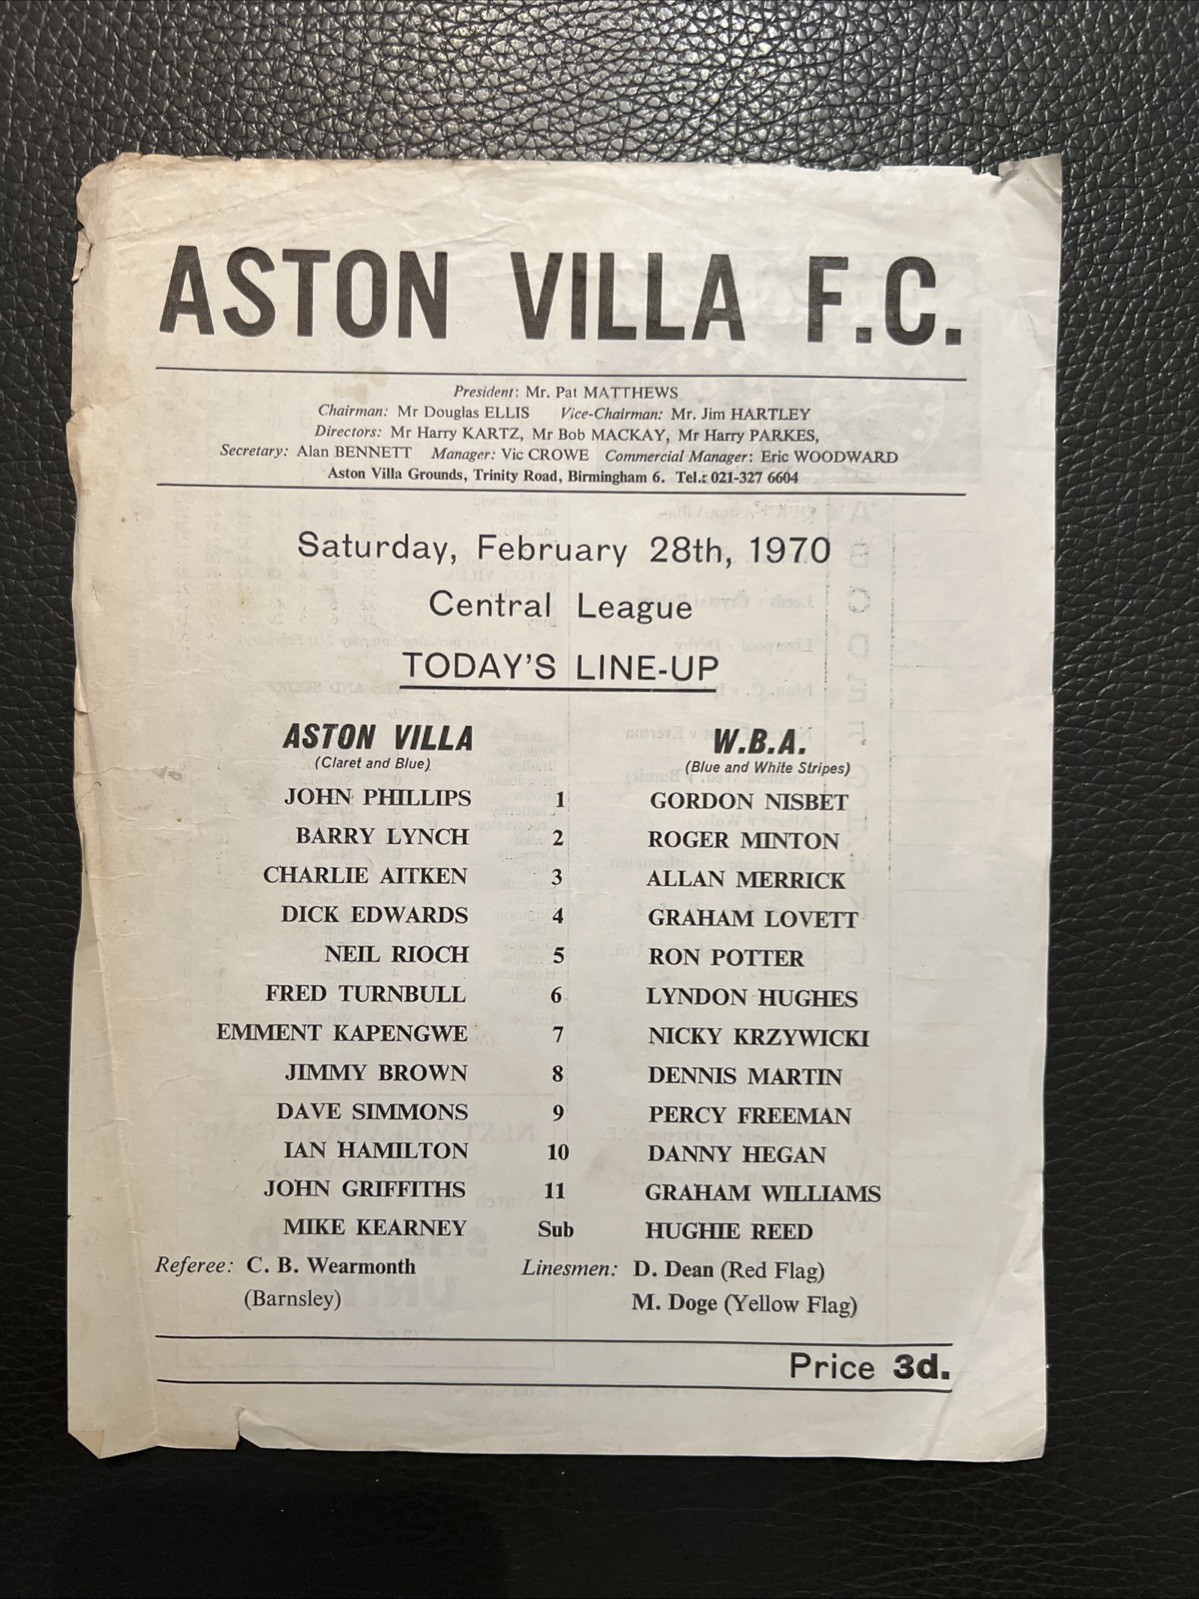 ASTON VILLA F.C.
President: Mr. Pat MATTHEWS
Chairman: Mr Douglas ELLIS Vice-Chairman: Mr. Jim HARTLEY
Directors: Mr Harry KARTZ, Mr Bob MACKAY, Mr Harry PARKES,
Secretary: Alan BENNETT Manager: Vic CROWE Commercial Manager: Eric WOODWARD
Aston Villa Grounds, Trinity Road, Birmingham 6. Tel.: 021-327 6604
Saturday, February 28th, 1970
Central League
TODAY'S LINE-UP
ASTON VILLA W.B.A.
(Claret and Blue) (Blue and White Stripes)
JOHN PHILLIPS 1 GORDON NISBET
BARRY LYNCH 2 ROGER MINTON
CHARLIE AITKEN 3 ALLAN MERRICK
DICK EDWARDS 4 GRAHAM LOVETT
NEIL RIOCH 5 RON POTTER
FRED TURNBULL 6 LYNDON HUGHES
EMMENT KAPENGWE 7 NICKY KRZYWICKI
JIMMY BROWN 8 DENNIS MARTIN
DAVE SIMMONS 9 PERCY FREEMAN
IAN HAMILTON 10 DANNY HEGAN
JOHN GRIFFITHS 11 GRAHAM WILLIAMS
MIKE KEARNEY Sub HUGHIE REED
Referee: C. B. Wearmonth Linesmen: D. Dean (Red Flag)
(Barnsley) M. Doge (Yellow Flag)
Price 3d.